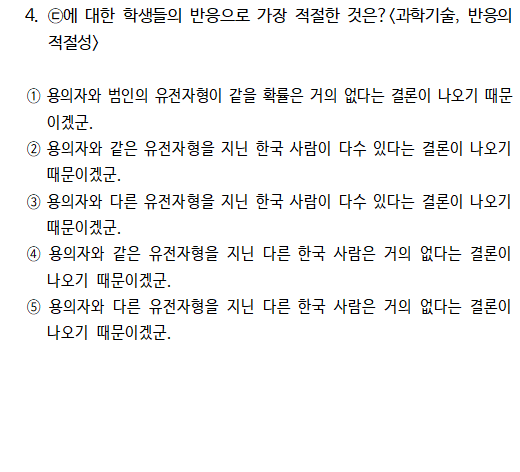 4. ㉢에 대한 학생들의 반응으로 가장 적절한 것은?<과학기술, 반응의
적절성>
① 용의자와 범인의 유전자형이 같을 확률은 거의 없다는 결론이 나오기 때문
이겠군.
② 용의자와 같은 유전자형을 지닌 한국 사람이 다수 있다는 결론이 나오기
때문이겠군.
③ 용의자와 다른 유전자형을 지닌 한국 사람이 다수 있다는 결론이 나오기
때문이겠군.
④ 용의자와 같은 유전자형을 지닌 다른 한국 사람은 거의 없다는 결론이
나오기 때문이겠군.
⑤ 용의자와 다른 유전자형을 지닌 다른 한국 사람은 거의 없다는 결론이
나오기 때문이겠군.